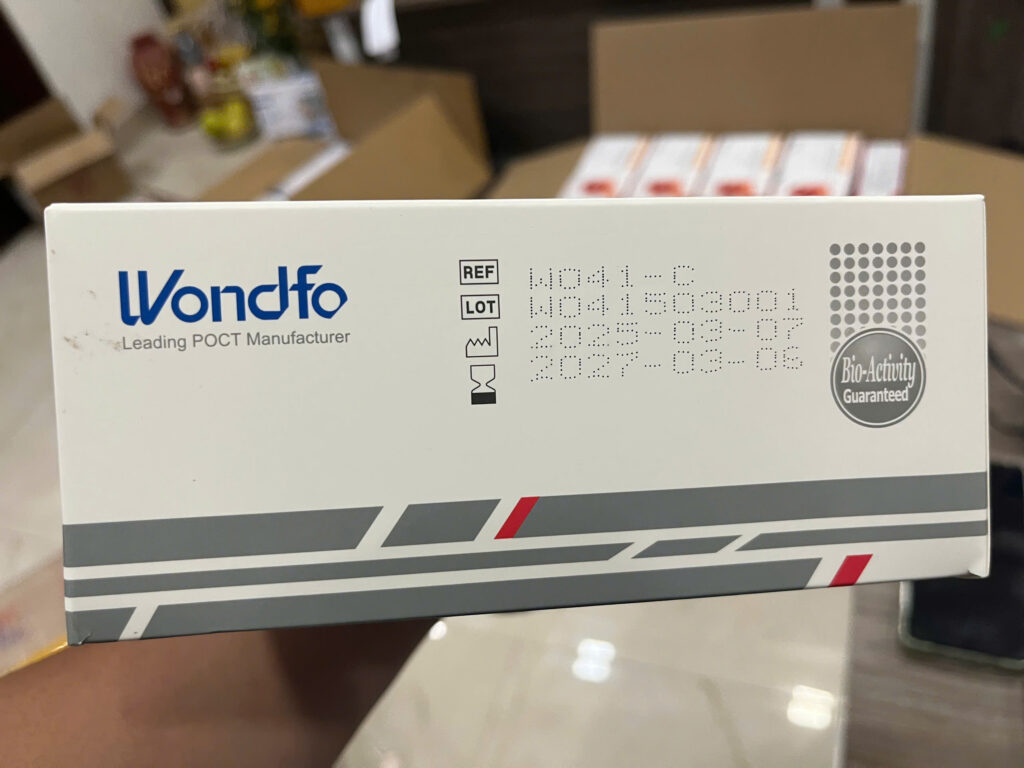 Wondfo
Leading POCT Manufacturer
REF W041-C
LOT W041503001
2025-03-07
2027-03-06
Bio-Activity
Guaranteed